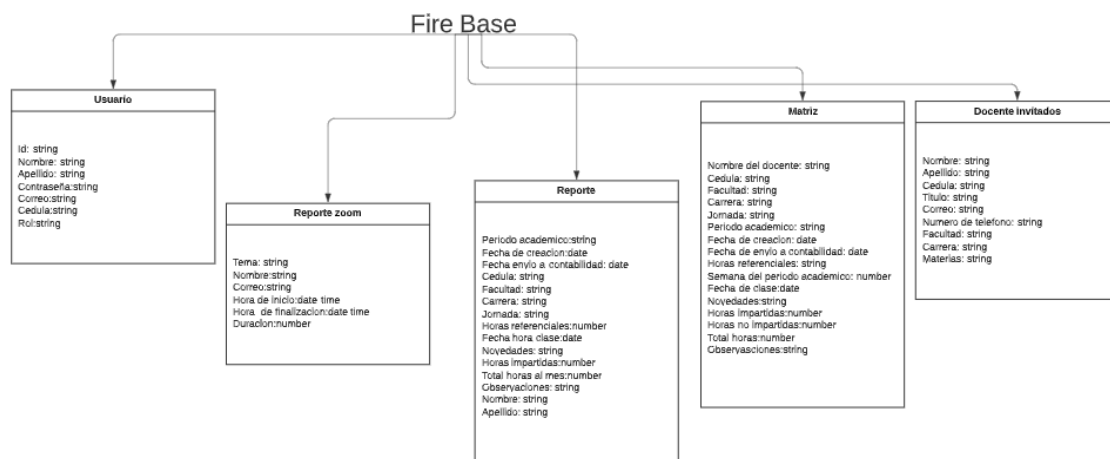 Fire Base
Usuario
Id: string
Nombre: string
Apellido: string
Contraseña:string
Correo:string
Cedula:string
Rol:string
Reporte zoom
Tema: string
Nombre:string
Correo:string
Hora de inicio:date time
Hora de finalizacion:date time
Duracion:number
Reporte
Periodo academico:string
Fecha de creacion:date
Fecha envio a contabilidad: date
Cedula: string
Facultad: string
Carrera: string
Jornada: string
Horas referenciales:number
Fecha hora clase:date
Novedades: string
Horas impartidas:number
Total horas al mes:number
Observaciones: string
Nombre: string
Apellido: string
Matriz
Nombre del docente: string
Cedula: string
Facultad: string
Carrera: string
Jornada: string
Periodo academico: string
Fecha de creacion: date
Fecha de envio a contabilidad: date
Horas referenciales: string
Semana del periodo academico: number
Fecha de clase:date
Novedades:string
Horas impartidas:number
Horas no impartidas:number
Total horas:number
Observasciones:string
Docente invitados
Nombre: string
Apellido: string
Cedula: string
Titulo: string
Correo: string
Numero de telefono: string
Facultad: string
Carrera: string
Materias: string